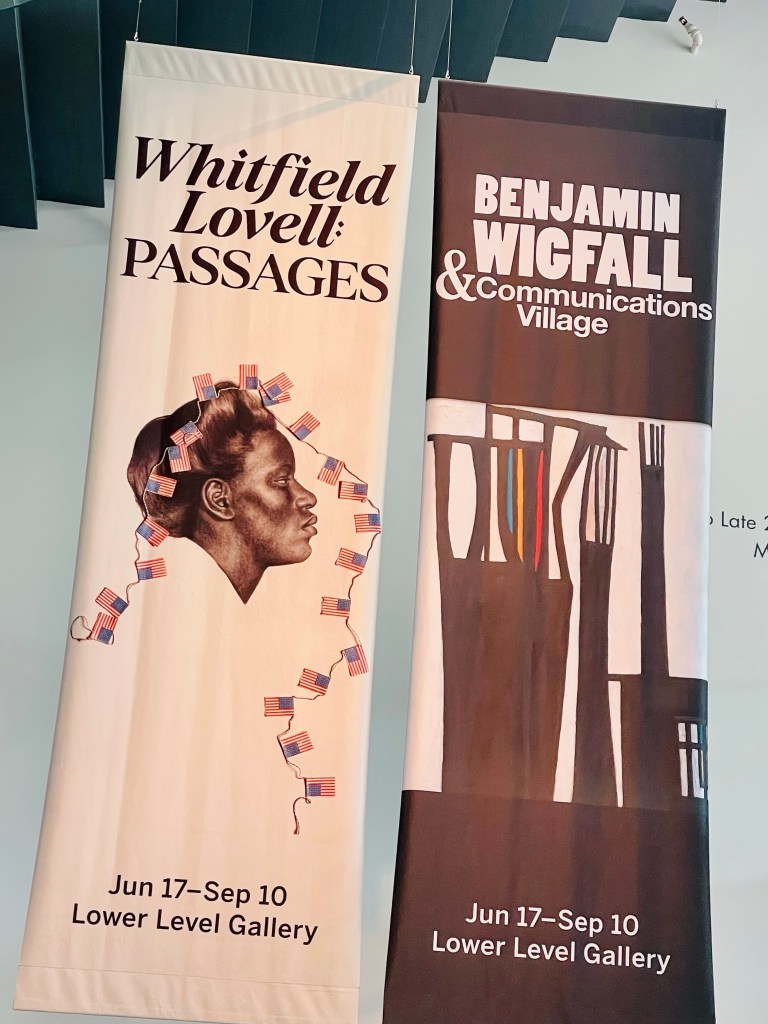 Whitfield
Lovell:
PASSAGES
Jun 17–Sep 10
Lower Level Gallery
BENJAMIN
WIGFALL
&Communications
Village
Jun 17–Sep 10
Lower Level Gallery
Late